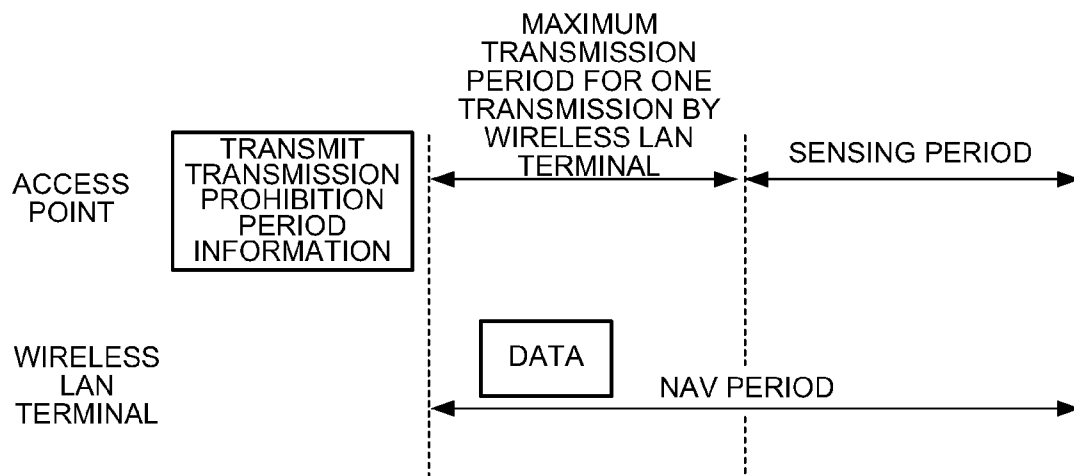 MAXIMUM
TRANSMISSION
PERIOD FOR ONE
TRANSMISSION BY
WIRELESS LAN
TERMINAL
SENSING PERIOD
ACCESS
POINT
TRANSMIT
TRANSMISSION
PROHIBITION
PERIOD
INFORMATION
WIRELESS
LAN
TERMINAL
DATA
NAV PERIOD